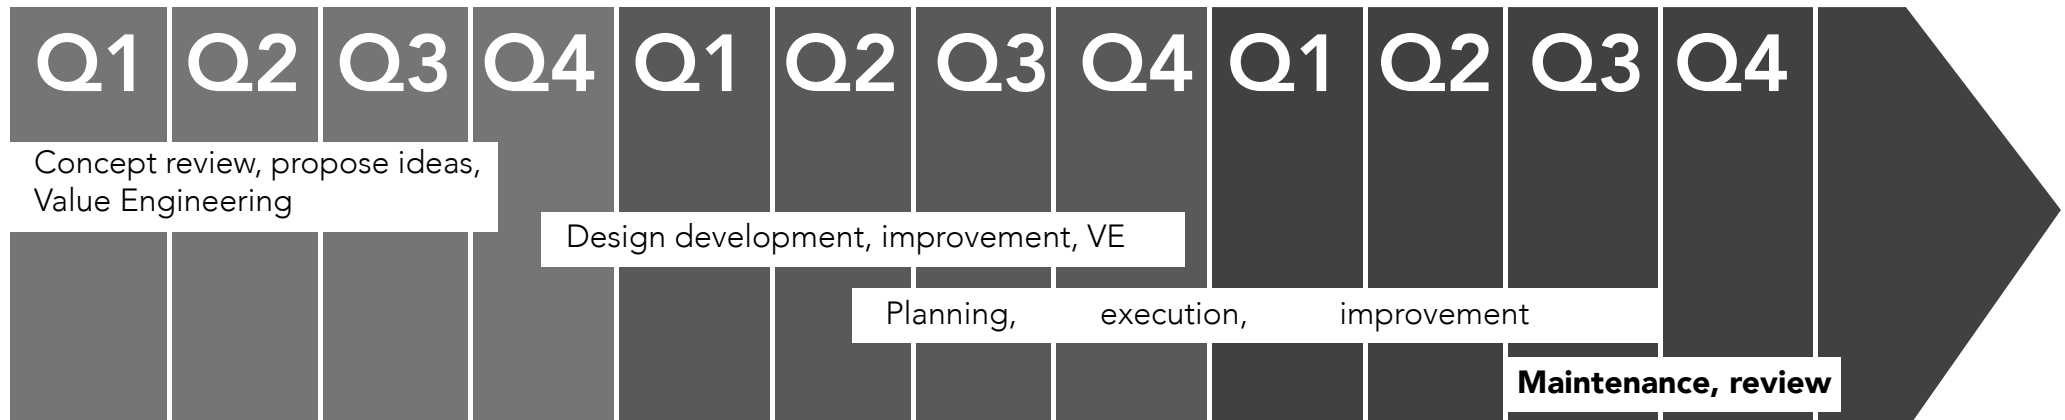 Q1 Q2 Q3 Q4 Q1 Q2 Q3 Q4 Q1 Q2 Q3 Q4
Concept review, propose ideas,
Value Engineering
Design development, improvement, VE
Planning, execution, improvement
Maintenance, review